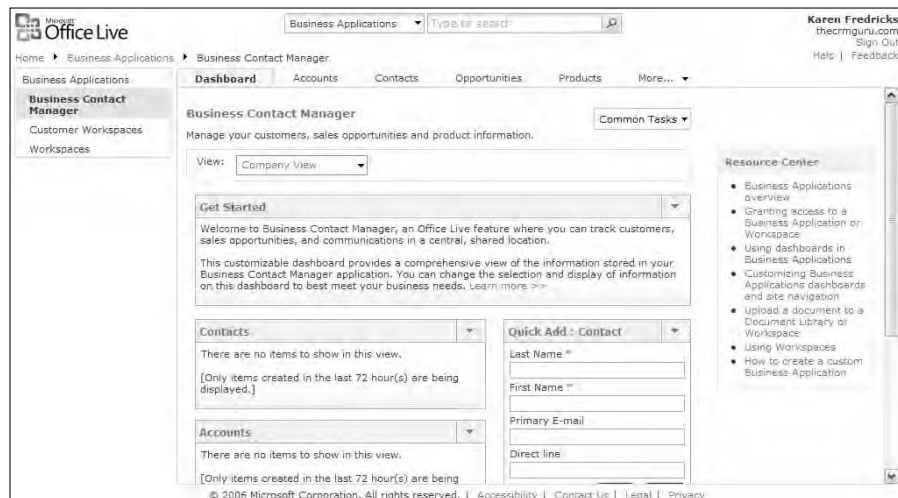 Microsoft
Office Live
Business Applications
Type to search
Karen Fredricks
thecrmguru.com
Sign Out
Help | Feedback
Home Business Applications Business Contact Manager
Business Applications
Business Contact
Manager
Customer Workspaces
Workspaces
Dashboard Accounts Contacts Opportunities Products More...
Business Contact Manager
Common Tasks
Manage your customers, sales opportunities and product information.
View: Company View
Get Started
Welcome to Business Contact Manager, an Office Live feature where you can track customers,
sales opportunities, and communications in a central, shared location.
This customizable dashboard provides a comprehensive view of the information stored in your
Business Contact Manager application. You can change the selection and display of information
on this dashboard to best meet your business needs. Learn more >>
Contacts
There are no items to show in this view.
[Only items created in the last 72 hour(s) are being
displayed.]
Accounts
There are no items to show in this view.
[Only items created in the last 72 hour(s) are being
Quick Add : Contact
Last Name *
First Name *
Primary E-mail
Direct line
Resource Center
Business Applications
overview
Granting access to a
Business Application or
Workspace
Using dashboards in
Business Applications
Customizing Business
Applications dashboards
and site navigation
Upload a document to a
Document Library or
Workspace
Using Workspaces
How to create a custom
Business Application
© 2006 Microsoft Corporation. All rights reserved. | Accessibility | Contact Us | Legal | Privacy